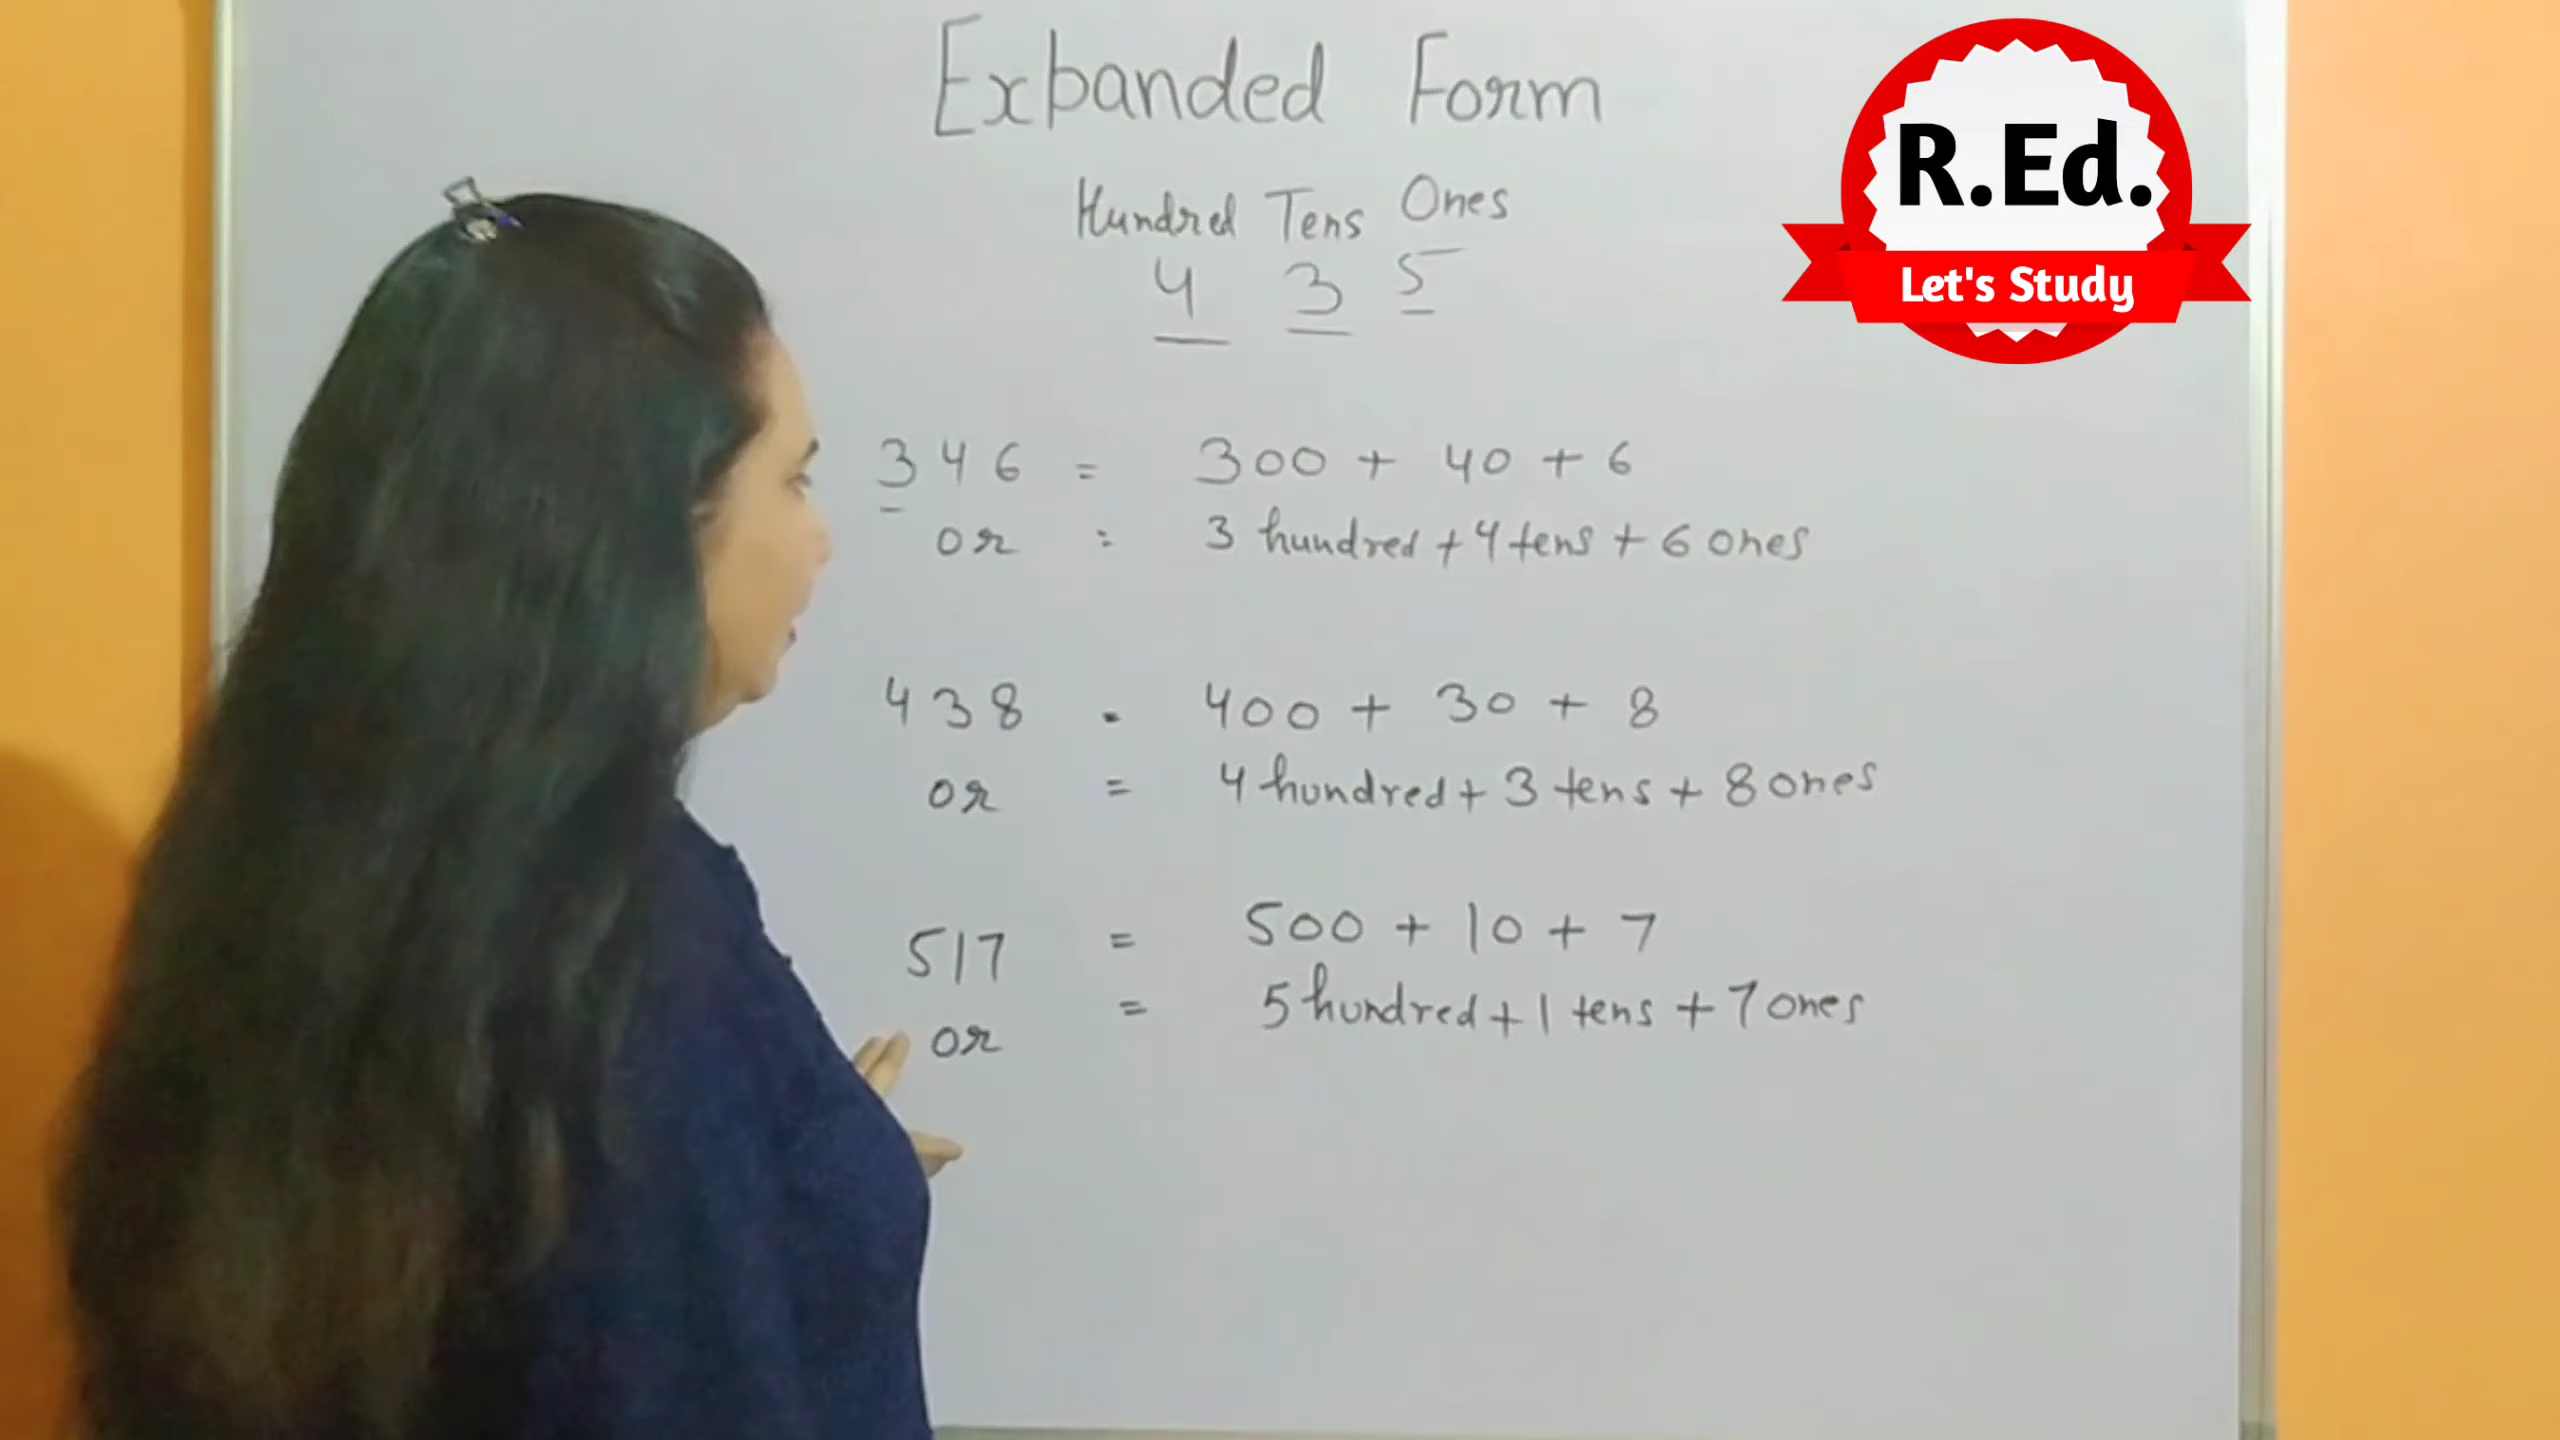 Expanded Form
R.Ed.
Let's Study
Hundred Tens Ones
4 3 5
346 = 300 + 40 + 6
or = 3 hundred + 4 tens + 6 ones
438 = 400 + 30 + 8
or = 4 hundred + 3 tens + 8 ones
517 = 500 + 10 + 7
or = 5 hundred + 1 tens + 7 ones